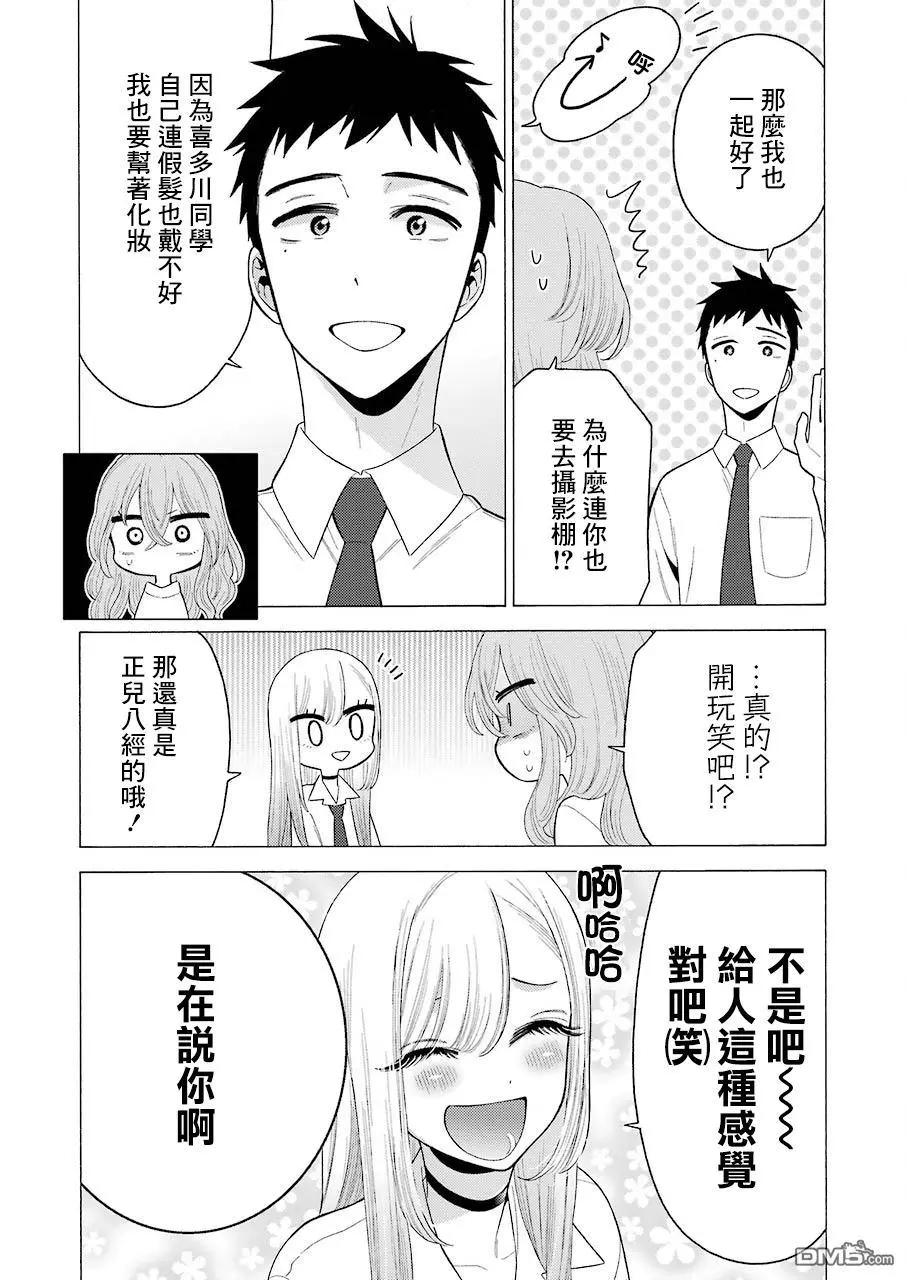 那麼我也
一起好了
呼
為什麼連你也
要去攝影棚!?
因為喜多川同學
自己連假髮也戴不好
我也要幫著化妝
…真的!?
開玩笑吧!?
那還真是
正兒八經的哦!
不是吧~~
給人這種感覺
對吧(笑)
啊哈哈
是在説你啊
DM5.com